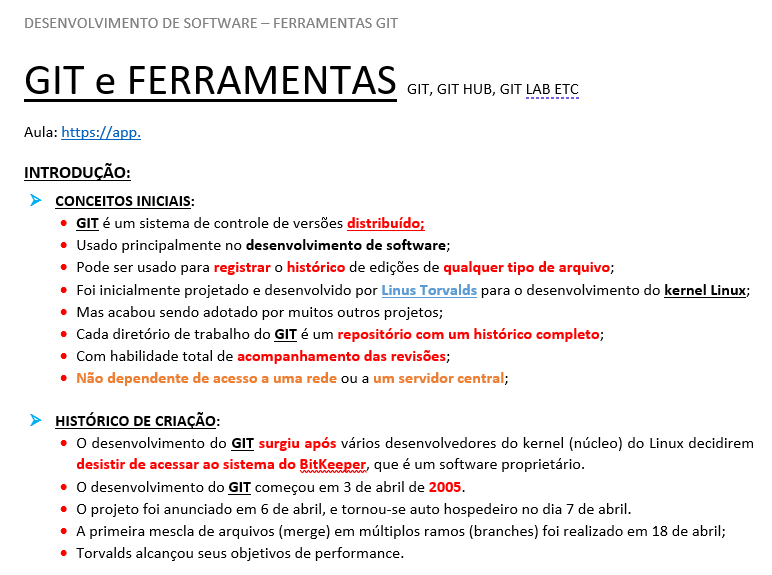 DESENVOLVIMENTO DE SOFTWARE – FERRAMENTAS GIT
GIT e FERRAMENTAS GIT, GIT HUB, GIT LAB ETC
Aula: https://app.
INTRODUÇÃO:
➢ CONCEITOS INICIAIS:
• GIT é um sistema de controle de versões distribuído;
• Usado principalmente no desenvolvimento de software;
• Pode ser usado para registrar o histórico de edições de qualquer tipo de arquivo;
• Foi inicialmente projetado e desenvolvido por Linus Torvalds para o desenvolvimento do kernel Linux;
• Mas acabou sendo adotado por muitos outros projetos;
• Cada diretório de trabalho do GIT é um repositório com um histórico completo;
• Com habilidade total de acompanhamento das revisões;
• Não dependente de acesso a uma rede ou a um servidor central;
➢ HISTÓRICO DE CRIAÇÃO:
• O desenvolvimento do GIT surgiu após vários desenvolvedores do kernel (núcleo) do Linux decidirem
desistir de acessar ao sistema do BitKeeper, que é um software proprietário.
• O desenvolvimento do GIT começou em 3 de abril de 2005.
• O projeto foi anunciado em 6 de abril, e tornou-se auto hospedeiro no dia 7 de abril.
• A primeira mescla de arquivos (merge) em múltiplos ramos (branches) foi realizado em 18 de abril;
• Torvalds alcançou seus objetivos de performance.